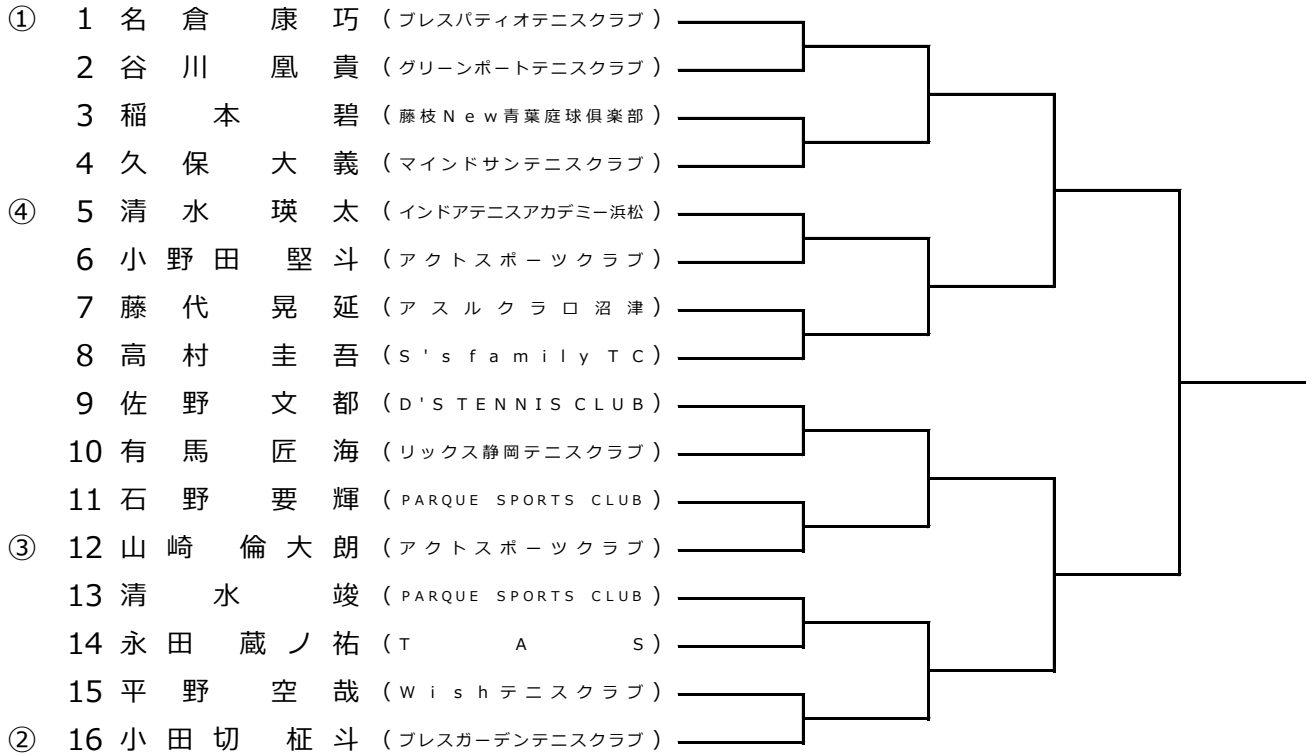 ① 1 名倉 康巧 (ブレスパティオテニスクラブ)
2 谷川 凰貴 (グリーンポートテニスクラブ)
3 稲本 碧 (藤枝New青葉庭球倶楽部)
4 久保 大義 (マインドサンテニスクラブ)
④ 5 清水 瑛太 (インドアテニスアカデミー浜松)
6 小野田 堅斗 (アクトスポーツクラブ)
7 藤代 晃延 (アスルクラロ沼津)
8 高村 圭吾 (S'sfamilyTC)
9 佐野 文都 (D'S TENNIS CLUB)
10 有馬 匠海 (リックス静岡テニスクラブ)
11 石野 要輝 (PARQUE SPORTS CLUB)
③ 12 山崎 倫大朗 (アクトスポーツクラブ)
13 清水 竣 (PARQUE SPORTS CLUB)
14 永田 蔵ノ祐 (TAS)
15 平野 空哉 (Wishテニスクラブ)
② 16 小田切 柾斗 (ブレスガーデンテニスクラブ)